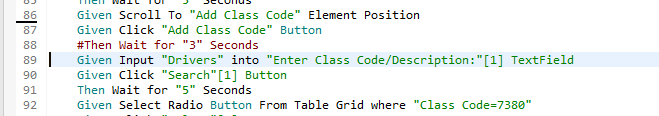 85 Then Wait for "5" Seconds
86 Given Scroll To "Add Class Code" Element Position
87 Given Click "Add Class Code" Button
88 #Then Wait for "3" Seconds
89 Given Input "Drivers" into "Enter Class Code/Description:"[1] TextField
90 Given Click "Search"[1] Button
91 Then Wait for "5" Seconds
92 Given Select Radio Button From Table Grid where "Class Code=7380"